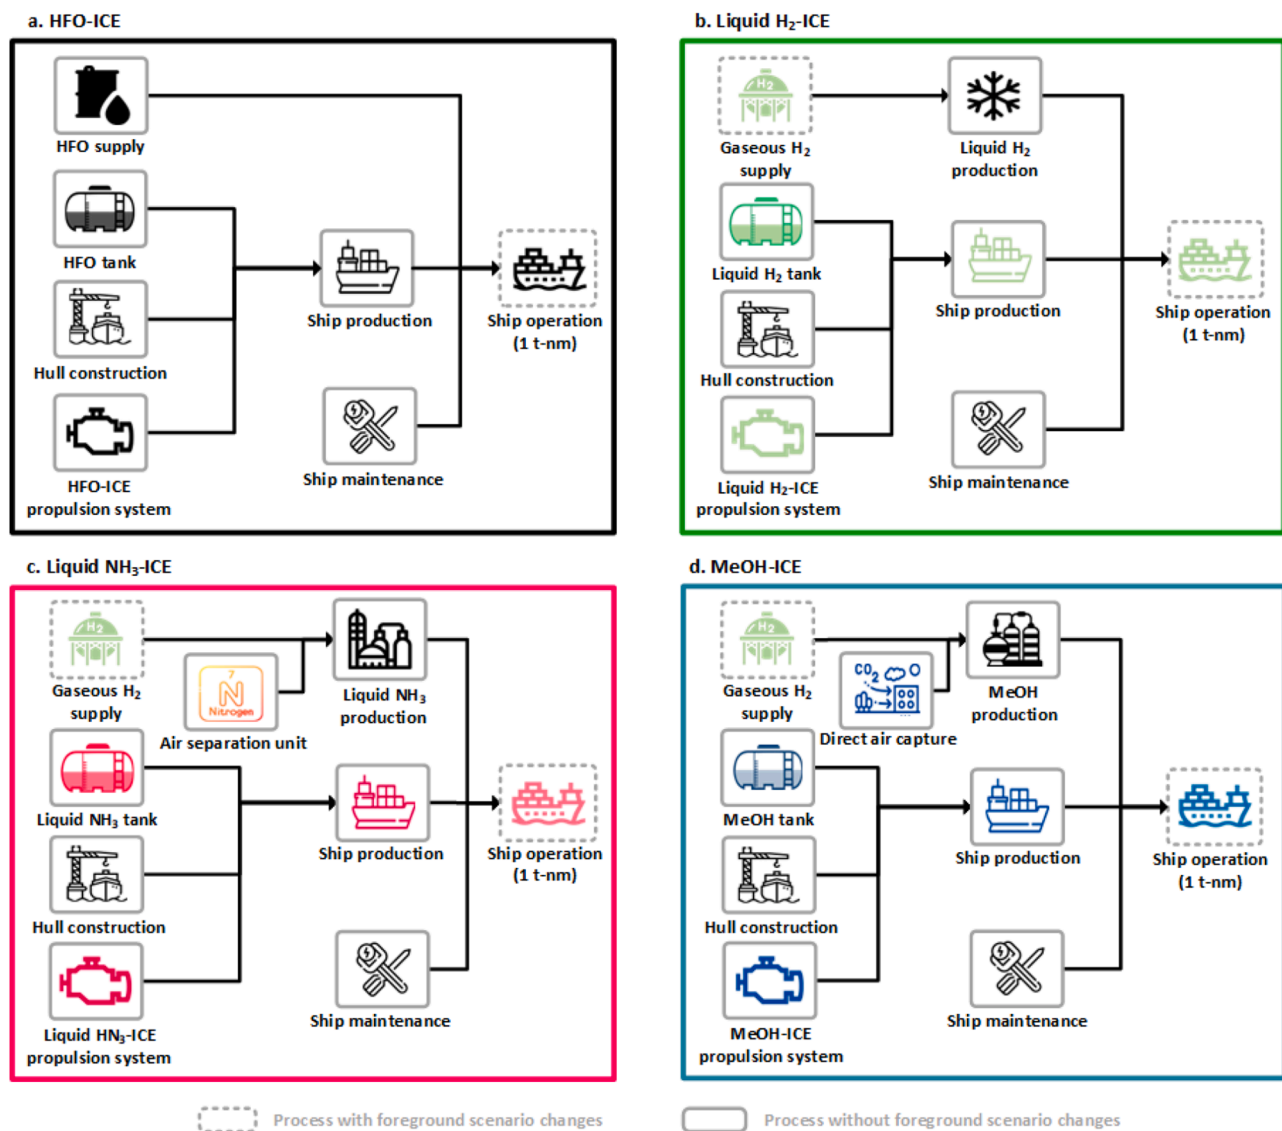 a. HFO-ICE
HFO supply
HFO tank
Hull construction
HFO-ICE
propulsion system
Ship production
Ship maintenance
Ship operation
(1 t-nm)
b. Liquid H₂-ICE
H2
Gaseous H₂
supply
Liquid H₂
production
Liquid H₂ tank
Hull construction
Liquid H₂-ICE
propulsion system
Ship production
Ship maintenance
Ship operation
(1 t-nm)
c. Liquid NH₃-ICE
H2
Gaseous H₂
supply
7
N
Nitrogen
Air separation unit
Liquid NH₃
production
Liquid NH₃ tank
Hull construction
Liquid HN₃-ICE
propulsion system
Ship production
Ship maintenance
Ship operation
(1 t-nm)
d. MeOH-ICE
H2
Gaseous H₂
supply
CO₂
Direct air capture
MeOH
production
MeOH tank
Hull construction
MeOH-ICE
propulsion system
Ship production
Ship maintenance
Ship operation
(1 t-nm)
Process with foreground scenario changes
Process without foreground scenario changes